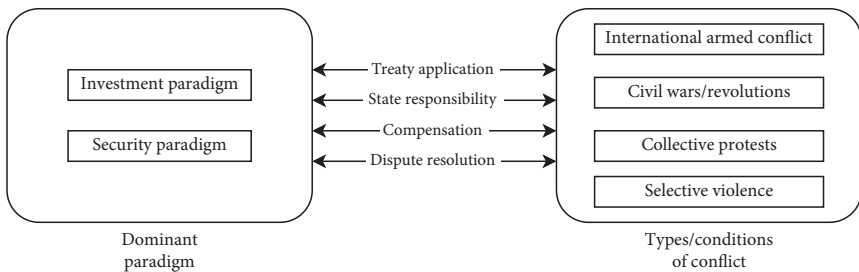 Investment paradigm
Security paradigm
Dominant
paradigm
Treaty application
State responsibility
Compensation
Dispute resolution
International armed conflict
Civil wars/revolutions
Collective protests
Selective violence
Types/conditions
of conflict